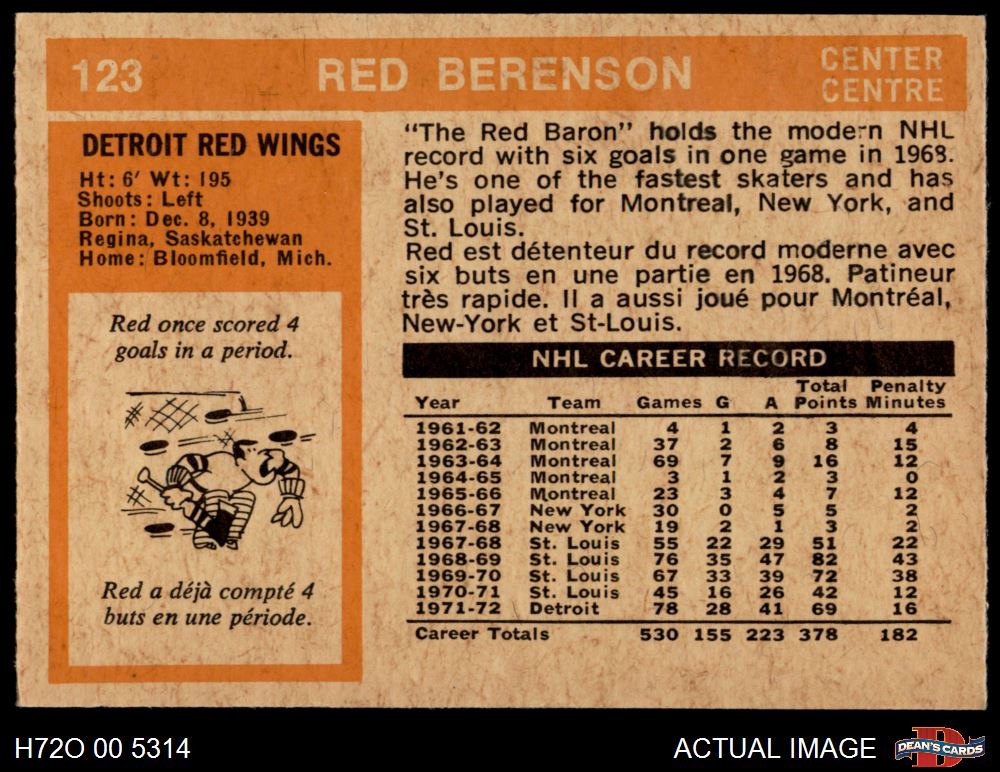 123 RED BERENSON CENTER
CENTRE
DETROIT RED WINGS
Ht: 6' Wt: 195
Shoots: Left
Born: Dec. 8, 1939
Regina, Saskatchewan
Home: Bloomfield, Mich.
Red once scored 4
goals in a period.
Red a déjà compté 4
buts en une période.
"The Red Baron" holds the modern NHL
record with six goals in one game in 1968.
He's one of the fastest skaters and has
also played for Montreal, New York, and
St. Louis.
Red est détenteur du record moderne avec
six buts en une partie en 1968. Patineur
très rapide. Il a aussi joué pour Montréal,
New-York et St-Louis.
NHL CAREER RECORD
Total Penalty
Year Team Games G A Points Minutes
1961-62 Montreal 4 1 2 3 4
1962-63 Montreal 37 2 6 8 15
1963-64 Montreal 69 7 9 16 12
1964-65 Montreal 3 1 2 3 0
1965-66 Montreal 23 3 4 7 12
1966-67 New York 30 0 5 5 2
1967-68 New York 19 2 1 3 2
1967-68 St. Louis 55 22 29 51 22
1968-69 St. Louis 76 35 47 82 43
1969-70 St. Louis 67 33 39 72 38
1970-71 St. Louis 45 16 26 42 12
1971-72 Detroit 78 28 41 69 16
Career Totals 530 155 223 378 182
H72O 00 5314 ACTUAL IMAGE DEAN'S CARDS